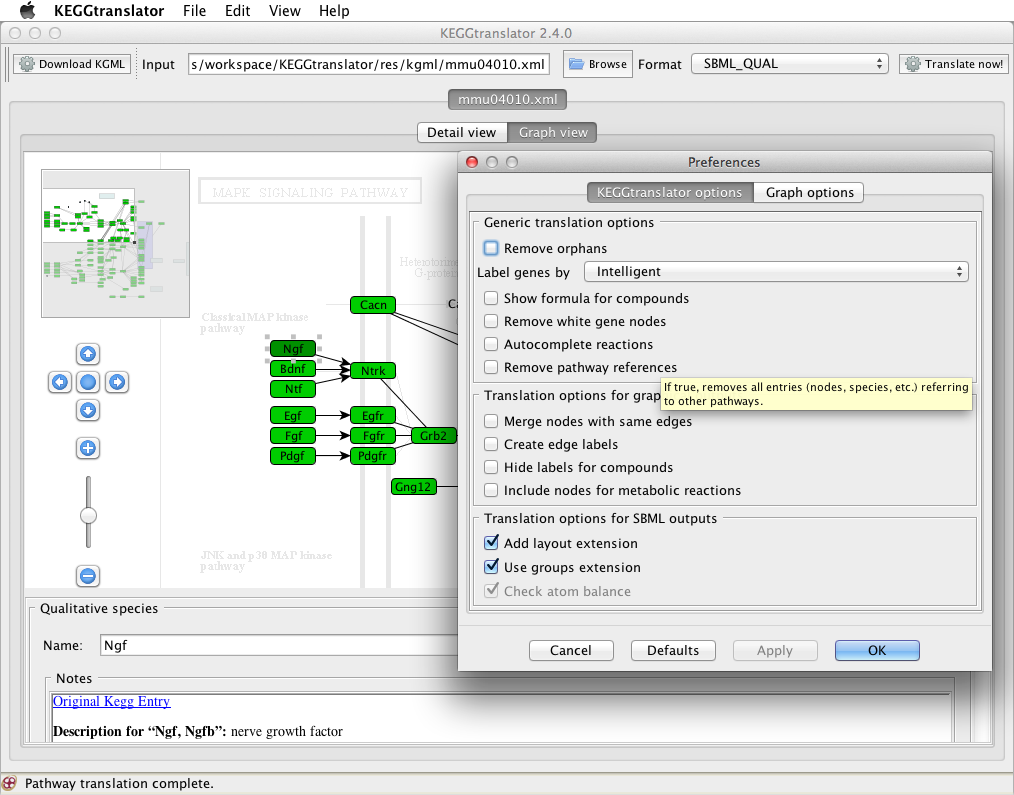 KEGGtranslator File Edit View Help
KEGGtranslator 2.4.0
Download KGML Input s/workspace/KEGGtranslator/res/kgml/mmu04010.xml Browse Format SBML_QUAL Translate now!
mmu04010.xml
Detail view Graph view
MAPK SIGNALING PATHWAY
Classical MAP kinase
pathway
Cacn
Ngf
Bdnf
Ntrk
Ntf
Egf Egfr
Fgf Fgfr Grb2
Pdgf Pdgfr
Gng12
JNK and p38 MAP kinase
pathway
Preferences
KEGGtranslator options Graph options
Generic translation options
Remove orphans
Label genes by Intelligent
Show formula for compounds
Remove white gene nodes
Autocomplete reactions
Remove pathway references
If true, removes all entries (nodes, species, etc.) referring
to other pathways.
Translation options for grap
Merge nodes with same edges
Create edge labels
Hide labels for compounds
Include nodes for metabolic reactions
Translation options for SBML outputs
Add layout extension
Use groups extension
Check atom balance
Cancel Defaults Apply OK
Qualitative species
Name: Ngf
Notes
Original Kegg Entry
Description for “Ngf, Ngfb”: nerve growth factor
Pathway translation complete.